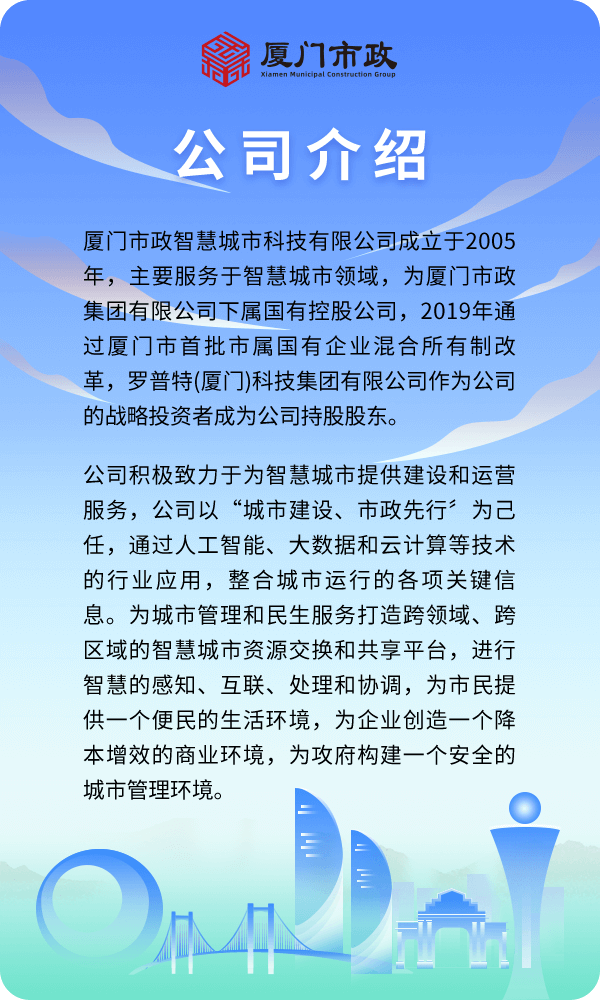 厦门市政
Xiamen Municipal Construction Group
公司介绍
厦门市政智慧城市科技有限公司成立于2005
年，主要服务于智慧城市领域，为厦门市政
集团有限公司下属国有控股公司，2019年通
过厦门市首批市属国有企业混合所有制改
革，罗普特(厦门)科技集团有限公司作为公司
的战略投资者成为公司持股股东。
公司积极致力于为智慧城市提供建设和运营
服务，公司以“城市建设、市政先行〞为己
任，通过人工智能、大数据和云计算等技术
的行业应用，整合城市运行的各项关键信
息。为城市管理和民生服务打造跨领域、跨
区域的智慧城市资源交换和共享平台，进行
智慧的感知、互联、处理和协调，为市民提
供一个便民的生活环境，为企业创造一个降
本增效的商业环境，为政府构建一个安全的
城市管理环境。